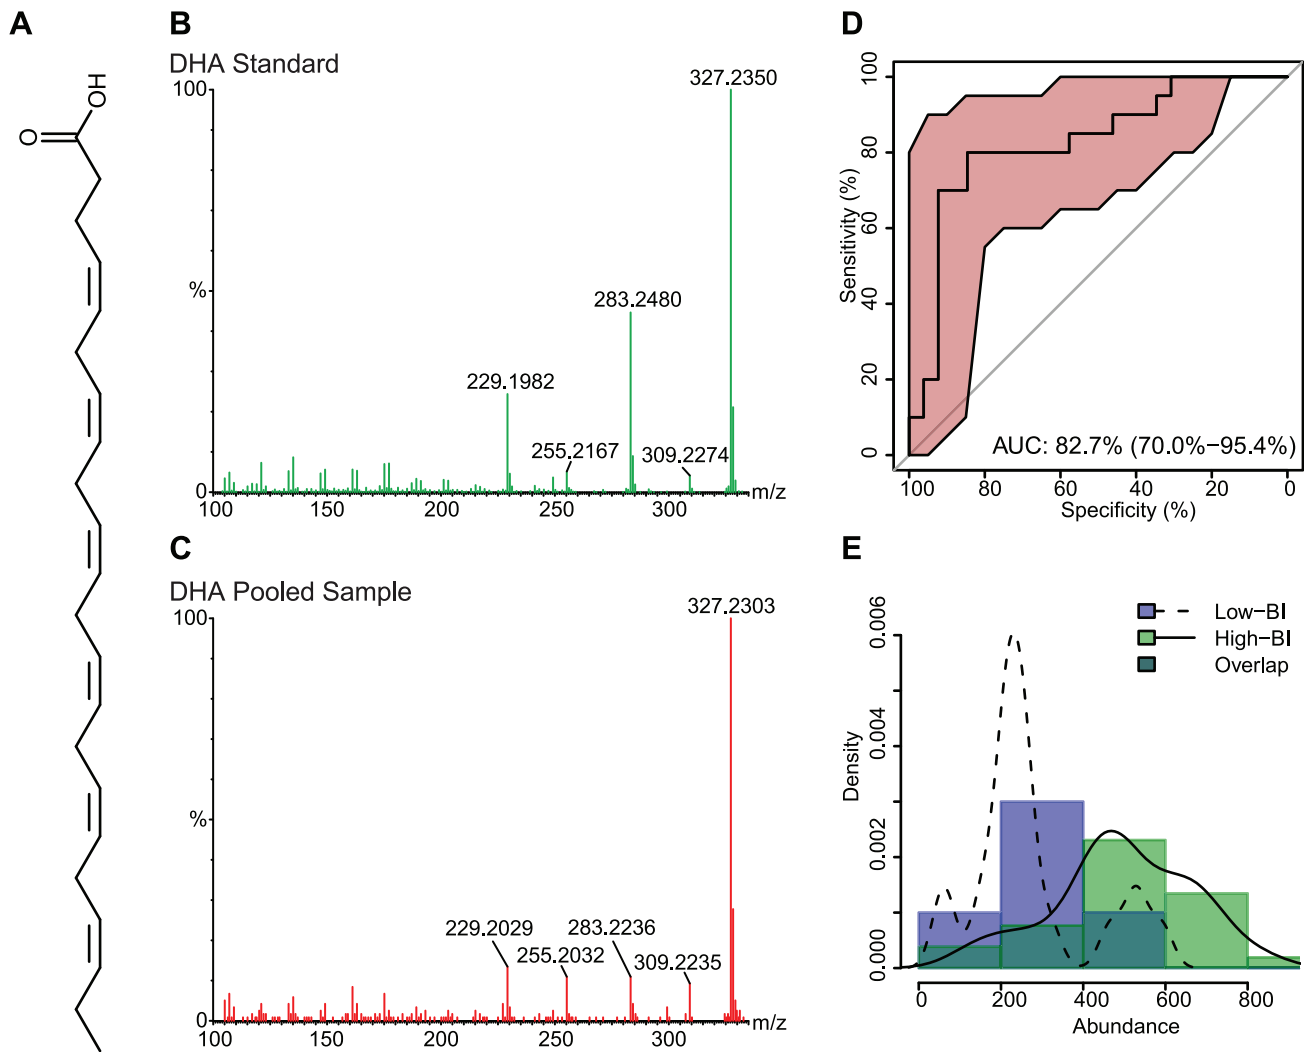 A
OH
O
B
DHA Standard
100
%
0
327.2350
283.2480
229.1982
255.2167
309.2274
100
150
200
250
300
m/z
C
DHA Pooled Sample
100
%
0
327.2303
229.2029
283.2236
255.2032
309.2235
100
150
200
250
300
m/z
D
Sensitivity (%)
100
80
60
40
20
0
AUC: 82.7% (70.0%−95.4%)
100
80
60
40
20
0
Specificity (%)
E
Low−BI
High−BI
Overlap
Density
0.006
0.004
0.002
0.000
0
200
400
600
800
Abundance